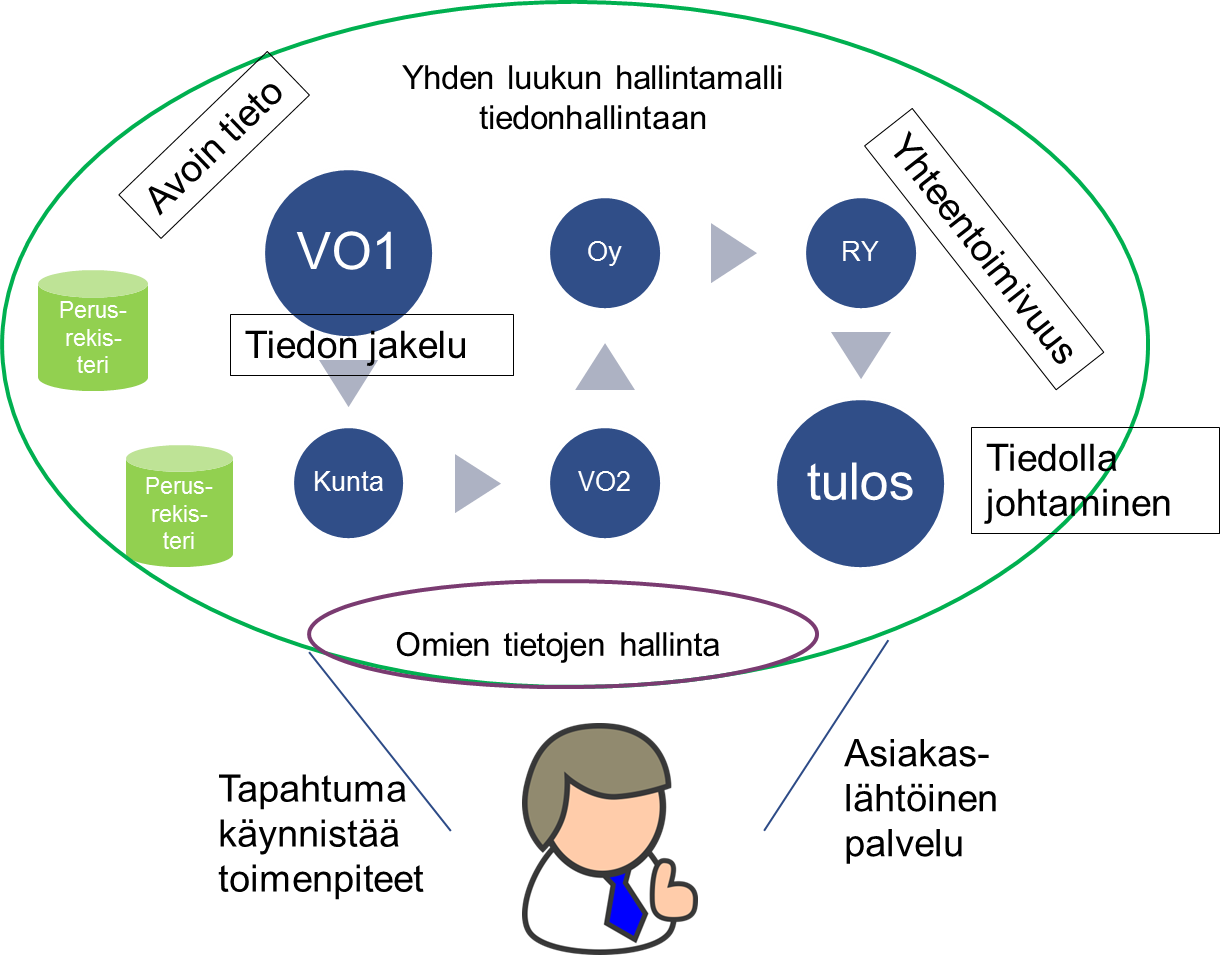 Yhden luukun hallintamalli
tiedonhallintaan
Avoin tieto
Yhteentoimivuus
VO1
Oy
RY
Perus-
rekis-
teri
Tiedon jakelu
Kunta
VO2
tulos
Tiedolla
johtaminen
Perus-
rekis-
teri
Omien tietojen hallinta
Tapahtuma
käynnistää
toimenpiteet
Asiakas-
lähtöinen
palvelu